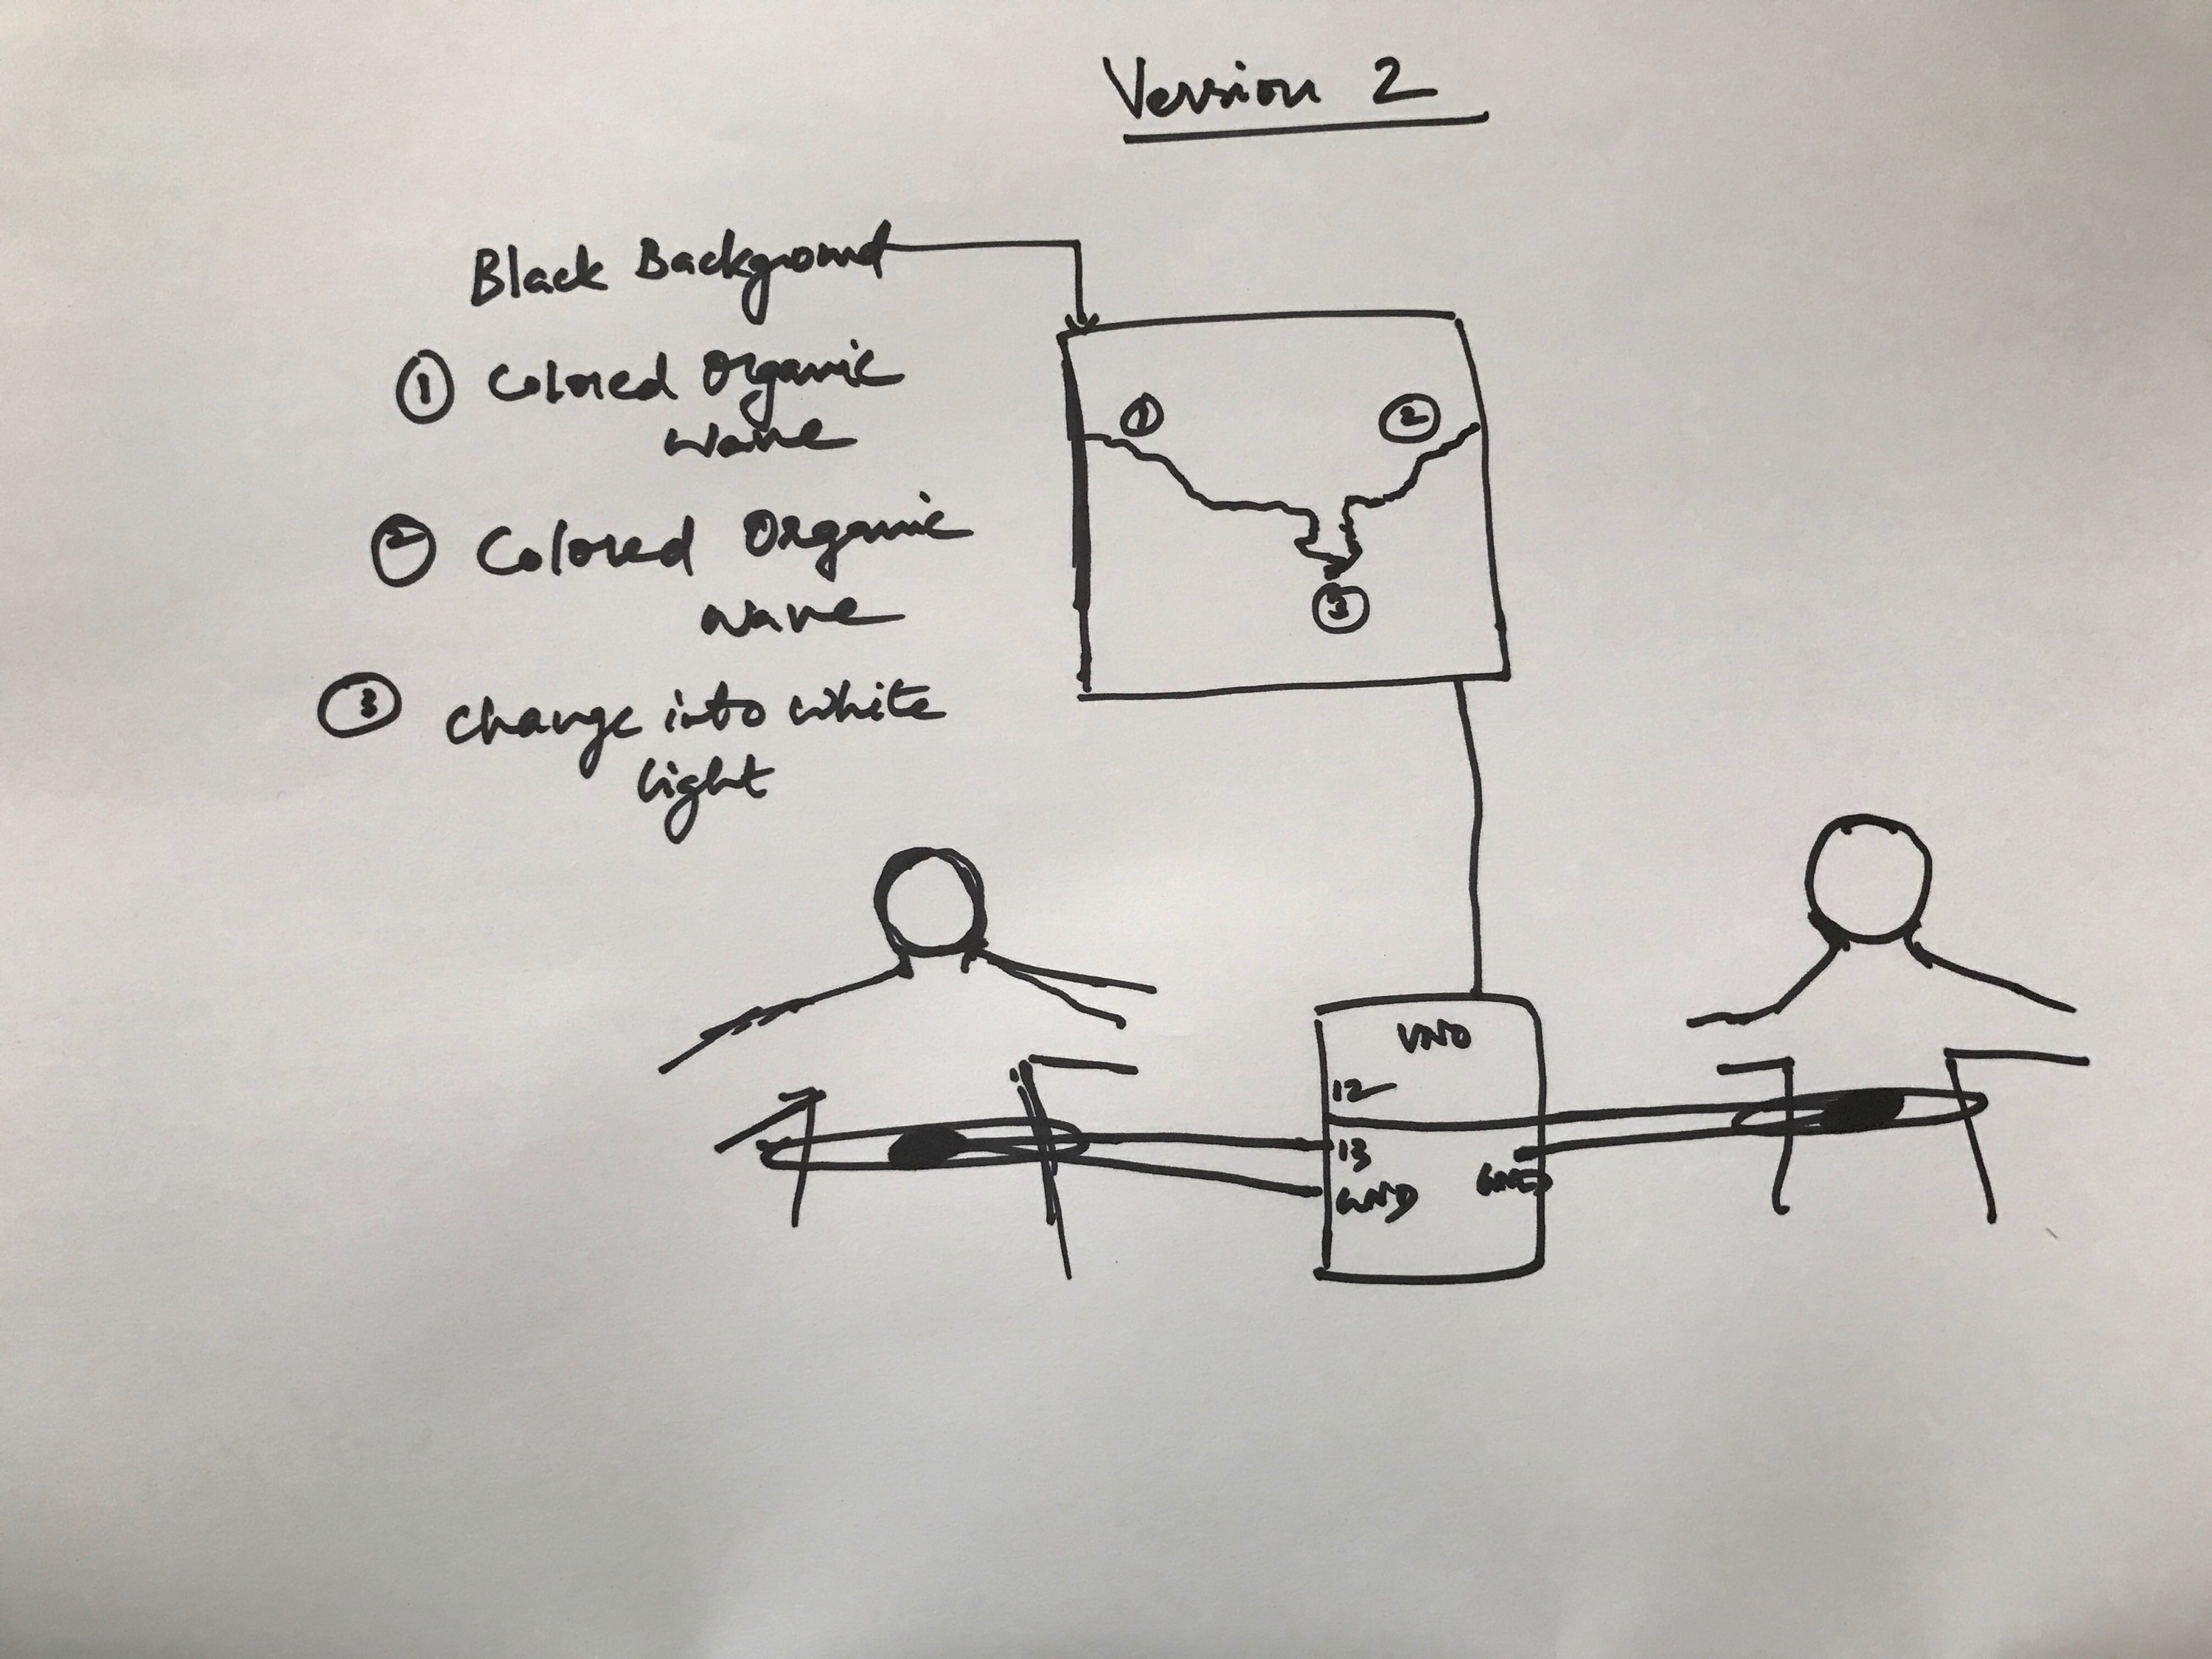 Version 2
Black Background
① Colored Organic
wave
② Colored Organic
wave
③ change into white
light
① ②
③
UNO
12
13
GND GND